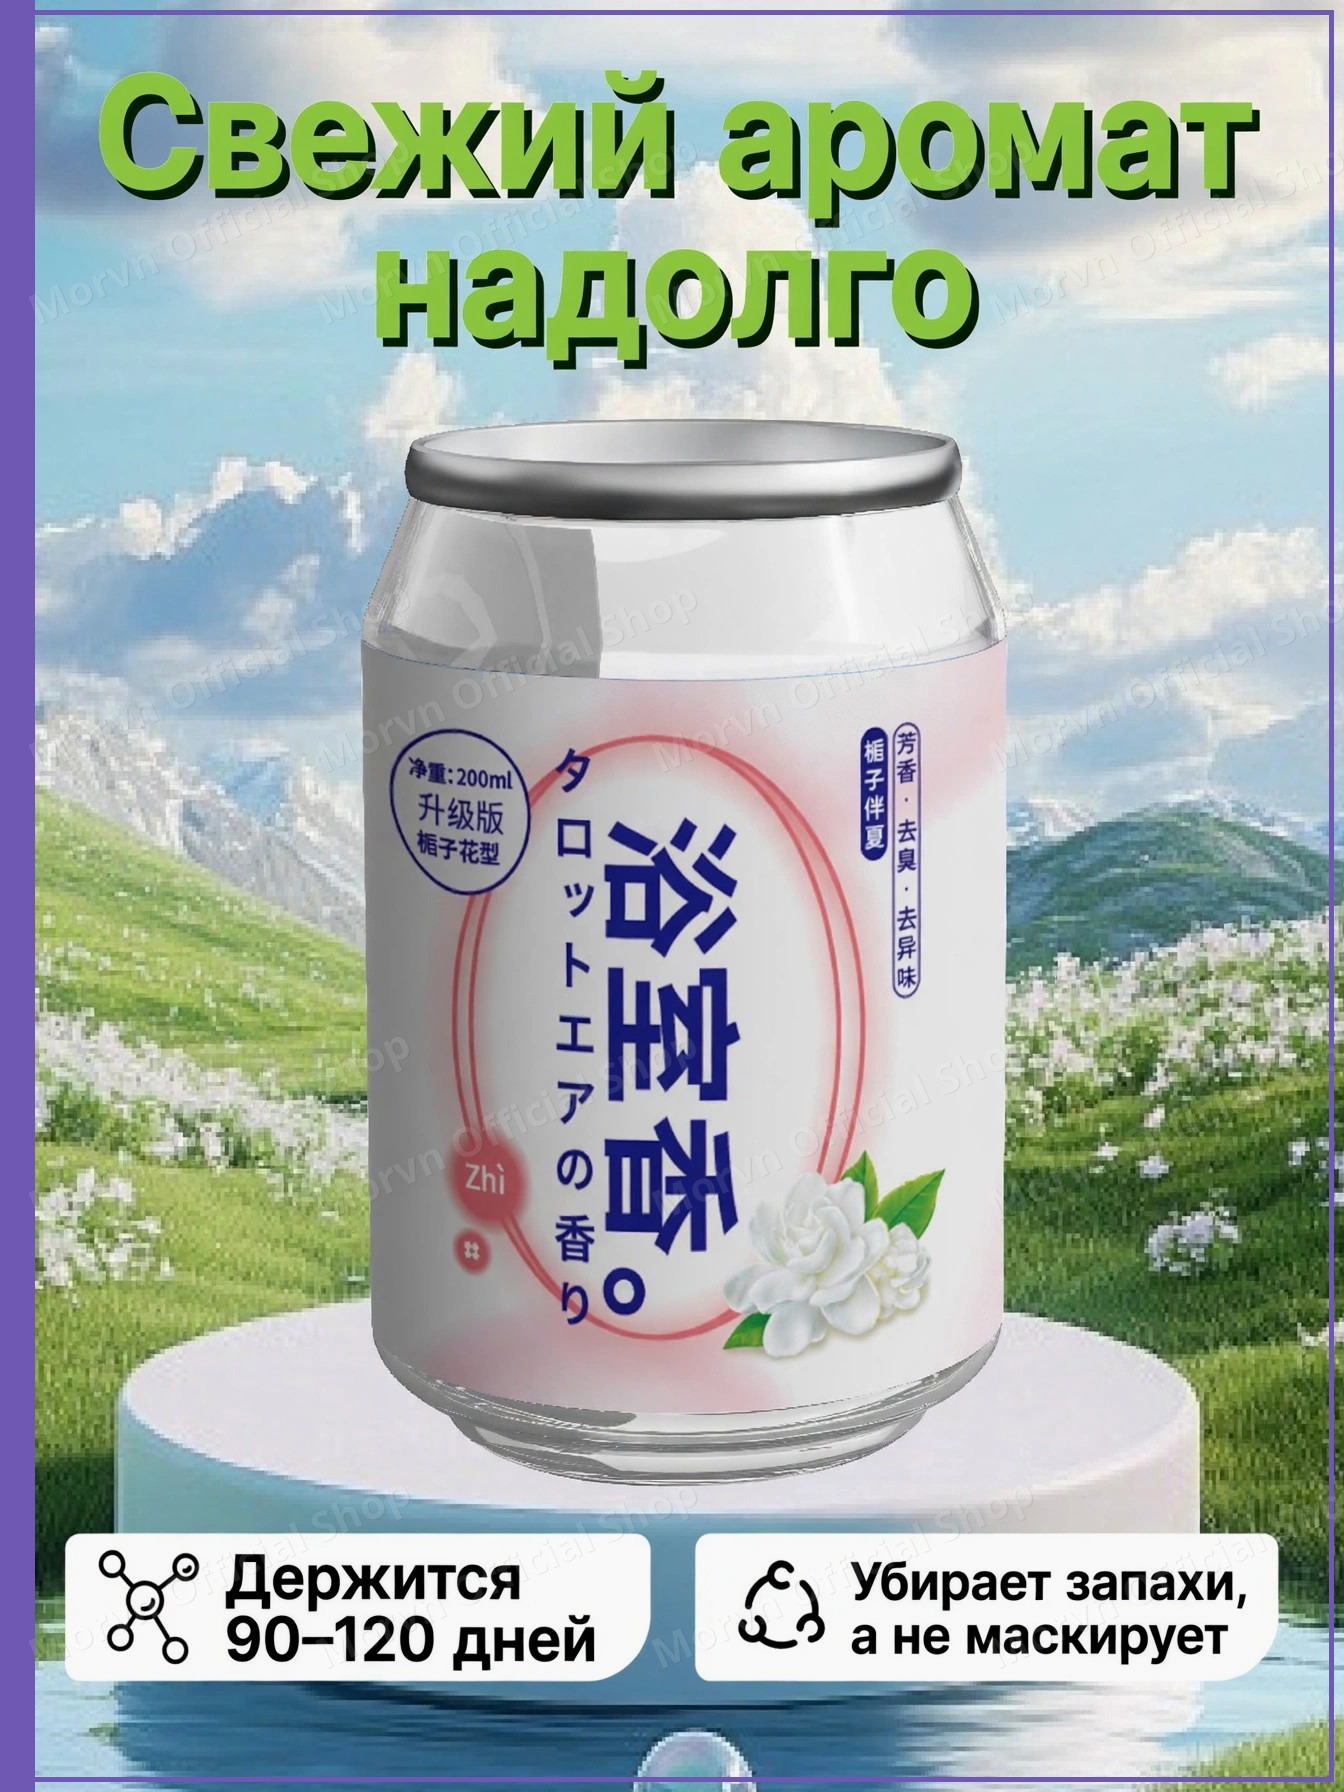 Свежий аромат
надолго
净重:200ml
升级版
栀子花型
タロットエアの香り
浴室香。
栀子伴夏
芳香·去臭·去异味
Zhì
Держится
90–120 дней
Убирает запахи,
а не маскирует
Morvn Official Shop